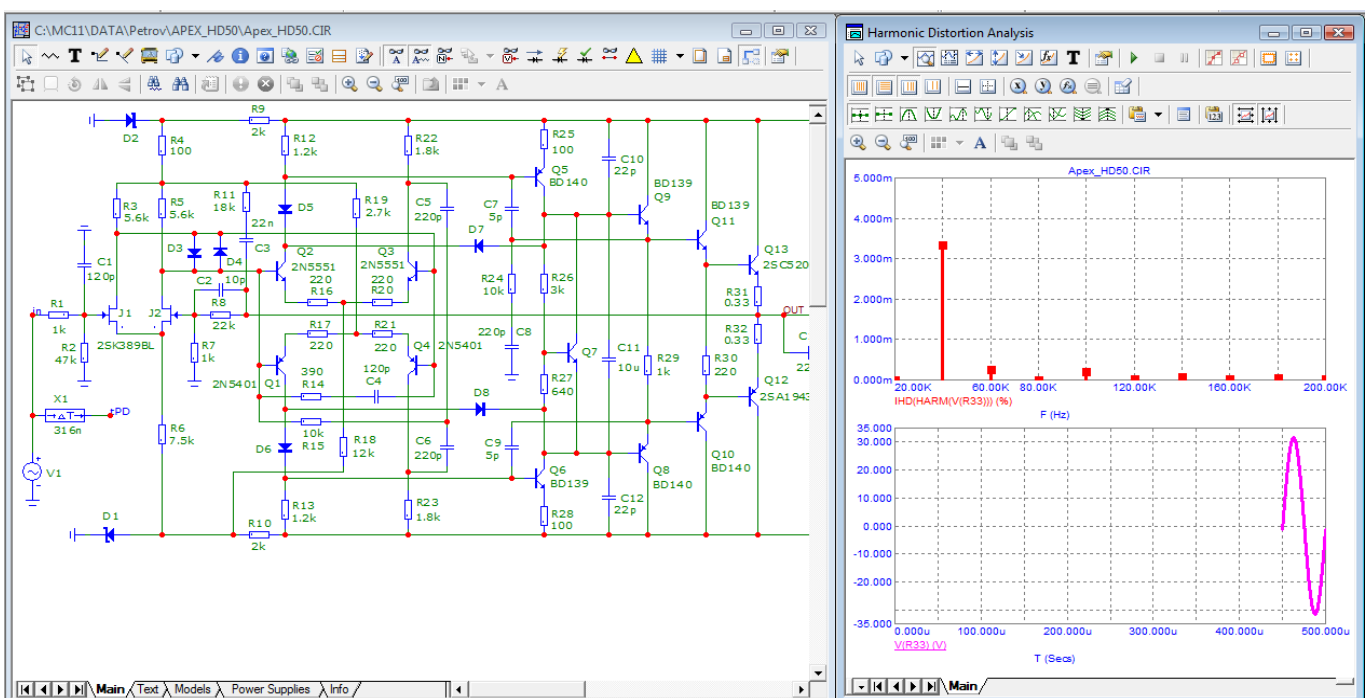 C:\MC11\DATA\Petrov\APEX_HD50\Apex_HD50.CIR
D2
R9
2k
R4
100
R12
1.2k
R22
1.8k
R25
100
Q5
BD140
C10
22p
BD139
Q9
BD139
Q11
R3
5.6k
R5
5.6k
R11
18k
22n
C3
D5
R19
2.7k
C5
220p
C7
5p
D7
Q13
2SC520
C1
120p
D3
D4
C2
10p
Q2
2N5551
220
R16
Q3
2N5551
220
R20
R24
10k
R26
3k
R31
0.33
in
R1
1k
J1
J2
2SK389BL
R8
22k
R2
47k
R7
1k
R17
220
R21
220
Q4
2N5401
220p
C8
Q7
C11
10u
R29
1k
R30
220
R32
0.33
OUT
C
22
2N5401
Q1
390
R14
120p
C4
R27
640
D8
Q12
2SA1943
X1
316n
PD
R6
7.5k
10k
R15
R18
12k
D6
C6
220p
C9
5p
Q10
BD140
V1
Q6
BD139
Q8
BD140
D1
R13
1.2k
R10
2k
R23
1.8k
R28
100
C12
22p
Main
Text
Models
Power Supplies
Info
Harmonic Distortion Analysis
Apex_HD50.CIR
5.000m
4.000m
3.000m
2.000m
1.000m
0.000m
20.00K
60.00K
80.00K
120.00K
160.00K
200.00K
IHD(HARM(V(R33))) (%)
F (Hz)
35.000
30.000
20.000
10.000
0.000
-10.000
-20.000
-35.000
0.000u
100.000u
200.000u
300.000u
400.000u
500.000u
V(R33) (V)
T (Secs)
Main